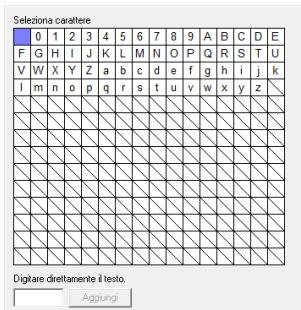 Seleziona carattere
0 1 2 3 4 5 6 7 8 9 A B C D E
F G H I J K L M N O P Q R S T U
V W X Y Z a b c d e f g h i j k
l m n o p q r s t u v w x y z
Digitare direttamente il testo.
Aggiungi